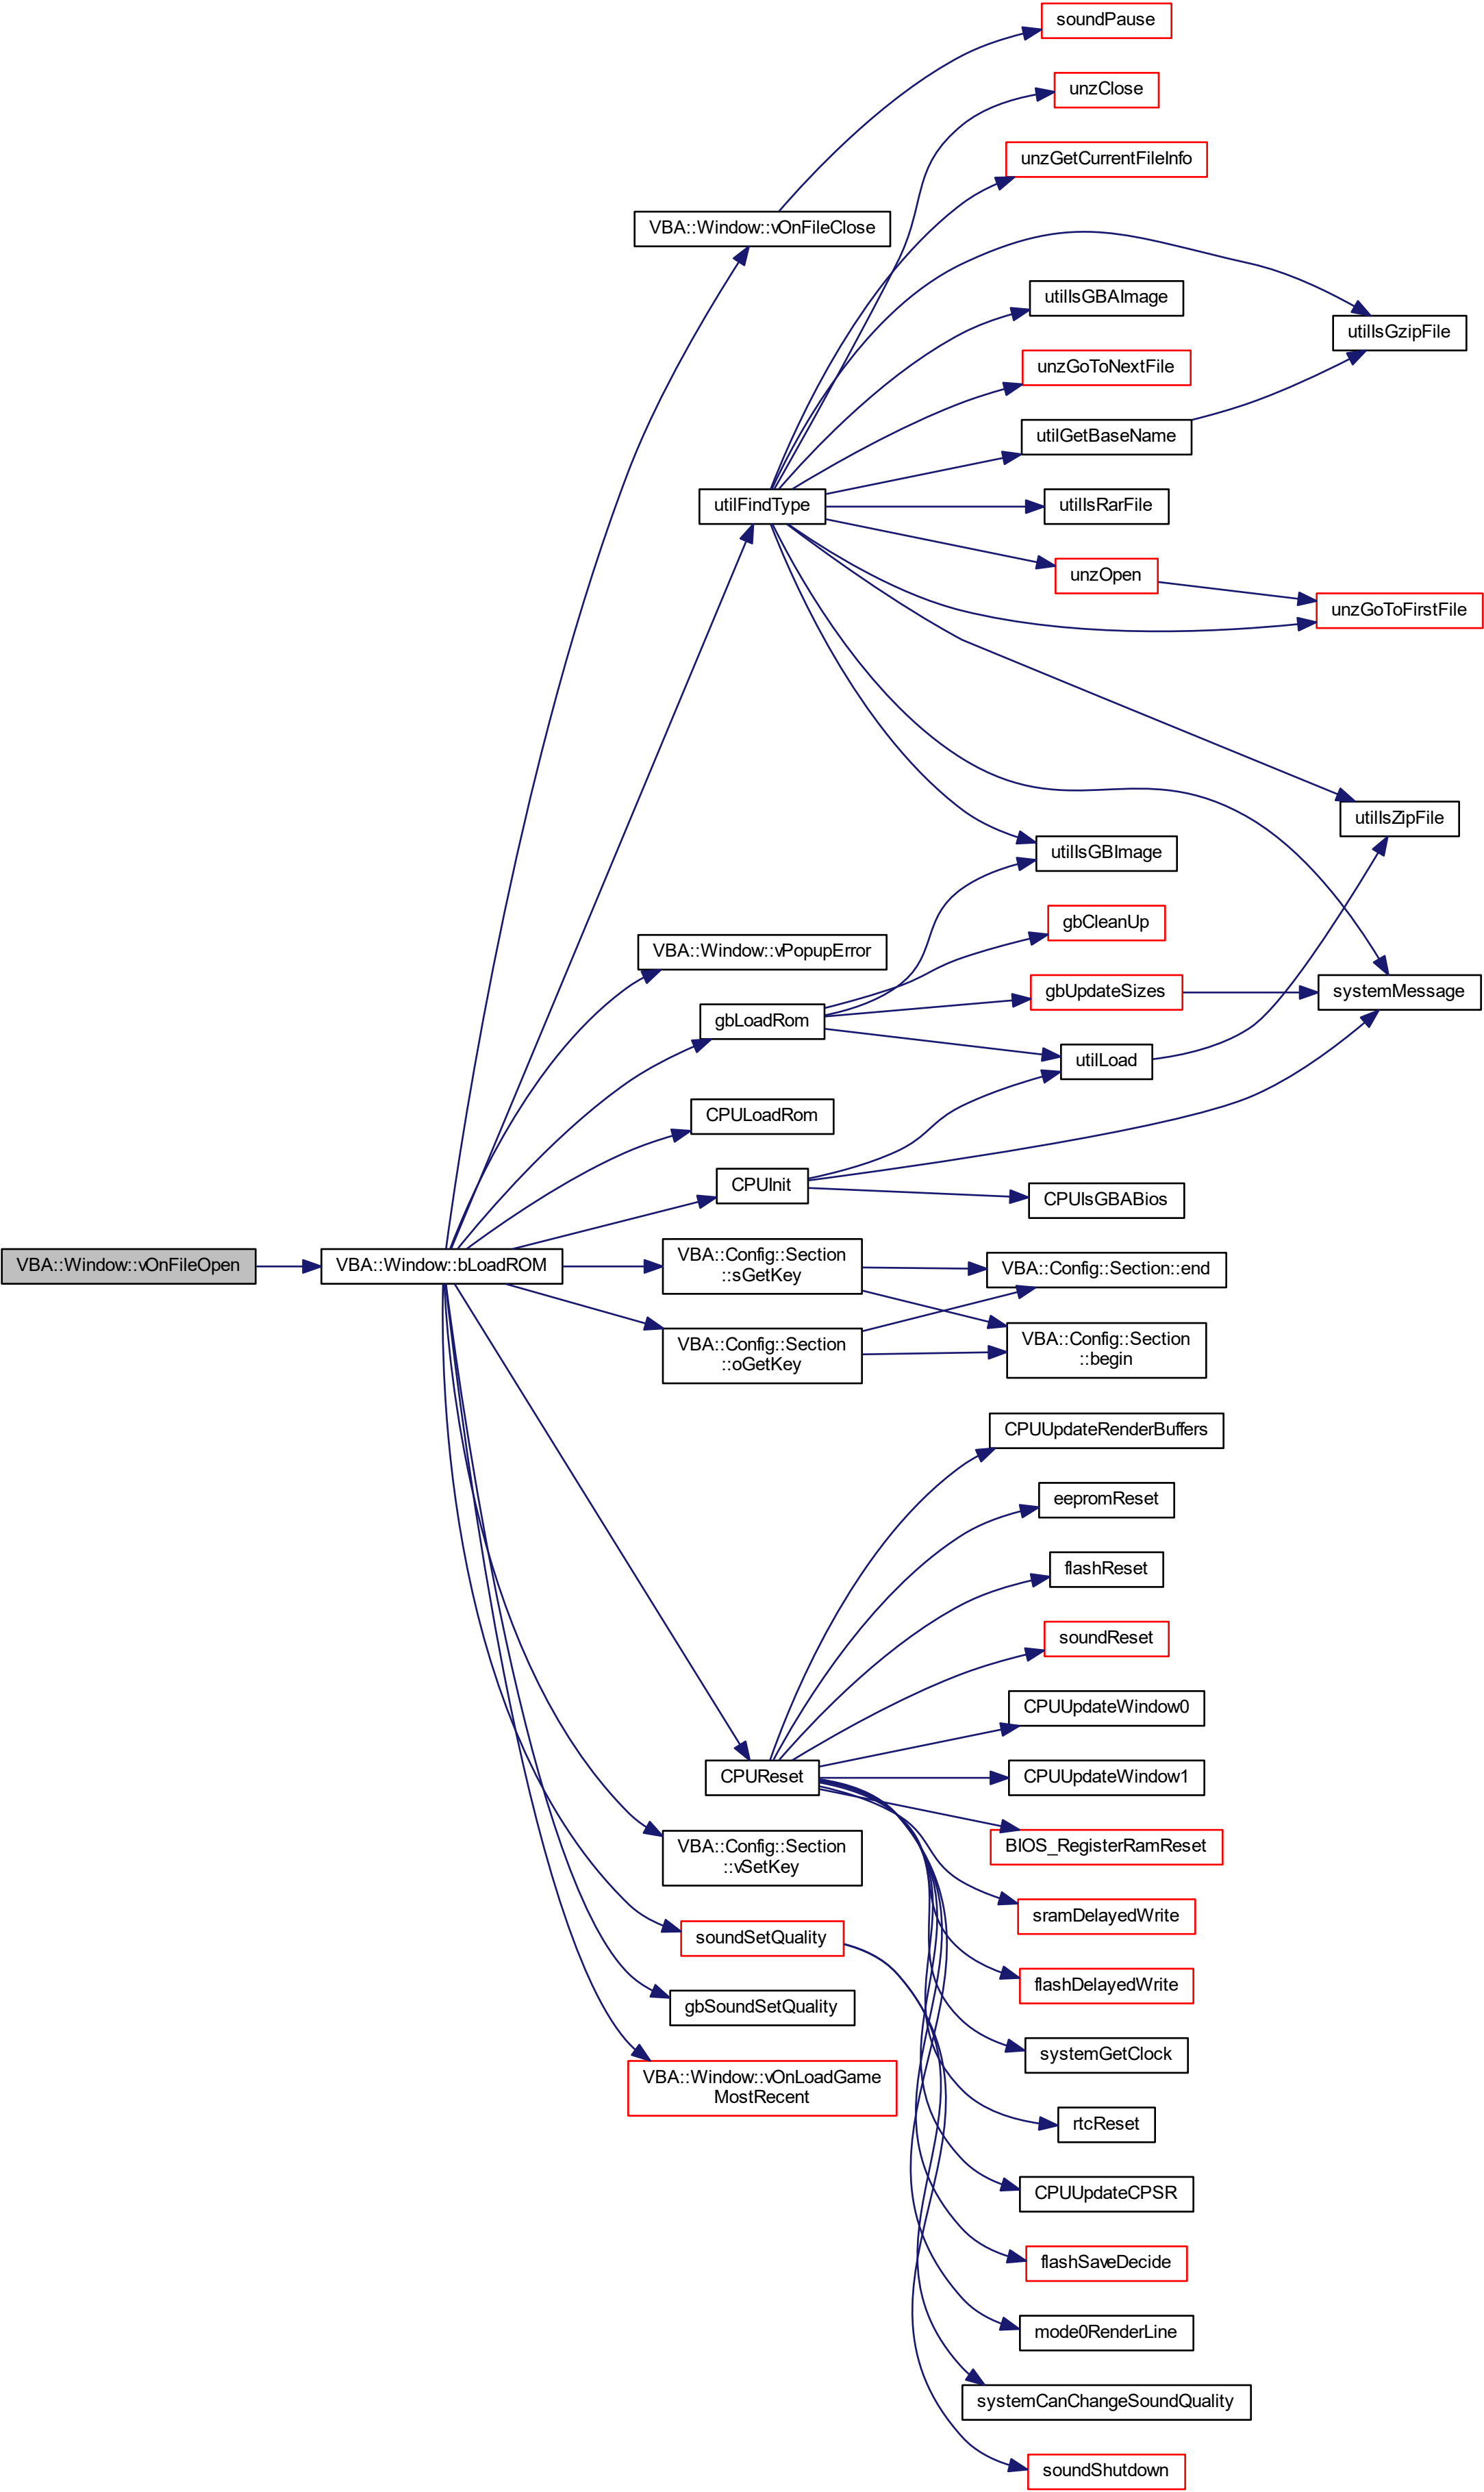 soundPause
unzClose
unzGetCurrentFileInfo
VBA::Window::vOnFileClose
utilIsGBAImage
utilIsGzipFile
unzGoToNextFile
utilGetBaseName
utilFindType
utilIsRarFile
unzOpen
unzGoToFirstFile
utilIsZipFile
utilIsGBImage
gbCleanUp
VBA::Window::vPopupError
gbUpdateSizes
systemMessage
gbLoadRom
utilLoad
CPULoadRom
CPUInit
CPUIsGBABios
VBA::Window::vOnFileOpen
VBA::Window::bLoadROM
VBA::Config::Section
::sGetKey
VBA::Config::Section::end
VBA::Config::Section
::oGetKey
VBA::Config::Section
::begin
CPUUpdateRenderBuffers
eepromReset
flashReset
soundReset
CPUUpdateWindow0
CPUReset
CPUUpdateWindow1
BIOS_RegisterRamReset
VBA::Config::Section
::vSetKey
sramDelayedWrite
soundSetQuality
flashDelayedWrite
gbSoundSetQuality
systemGetClock
VBA::Window::vOnLoadGame
MostRecent
rtcReset
CPUUpdateCPSR
flashSaveDecide
mode0RenderLine
systemCanChangeSoundQuality
soundShutdown